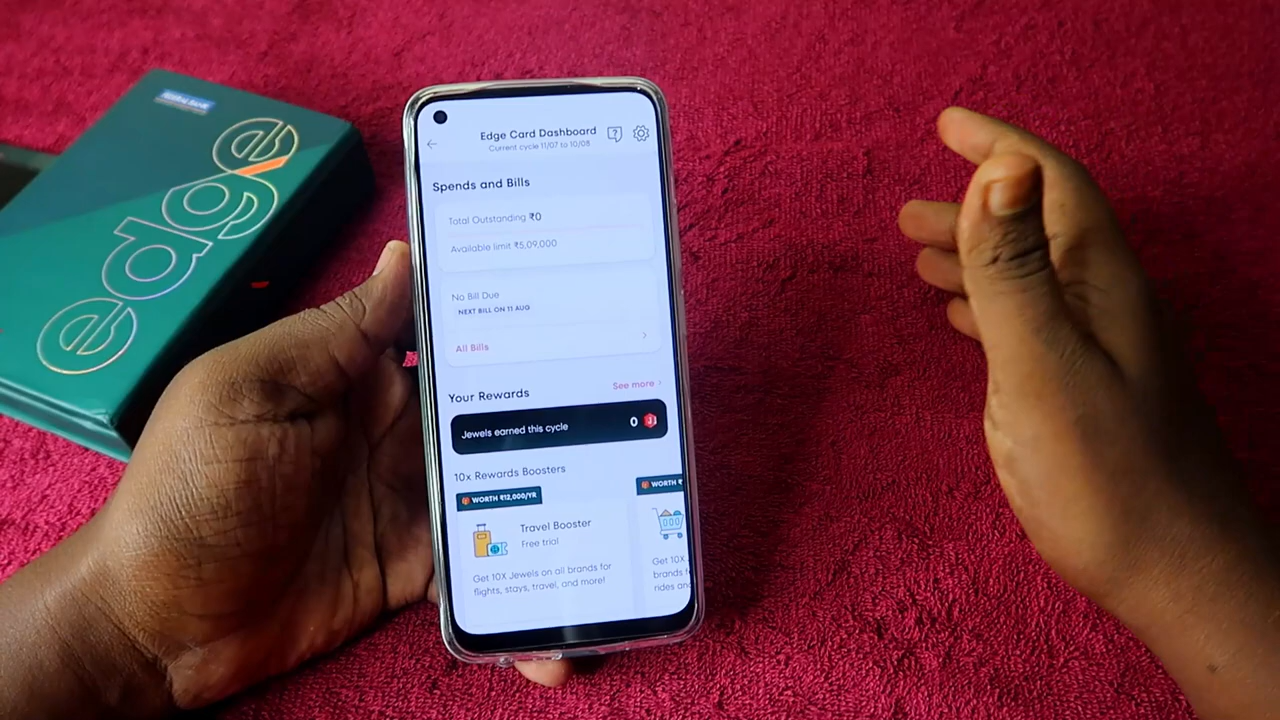 FEDERAL BANK
edge
Edge Card Dashboard
Current cycle 11/07 to 10/08
?
Spends and Bills
Total Outstanding ₹0
Available limit ₹5,09,000
No Bill Due
NEXT BILL ON 11 AUG
All Bills
Your Rewards
See more
Jewels earned this cycle
0
J
10x Rewards Boosters
WORTH ₹12,000/YR
Travel Booster
Free trial
Get 10X Jewels on all brands for
flights, stays, travel, and more!
WORTH ₹
Get 10X
brands f
rides an